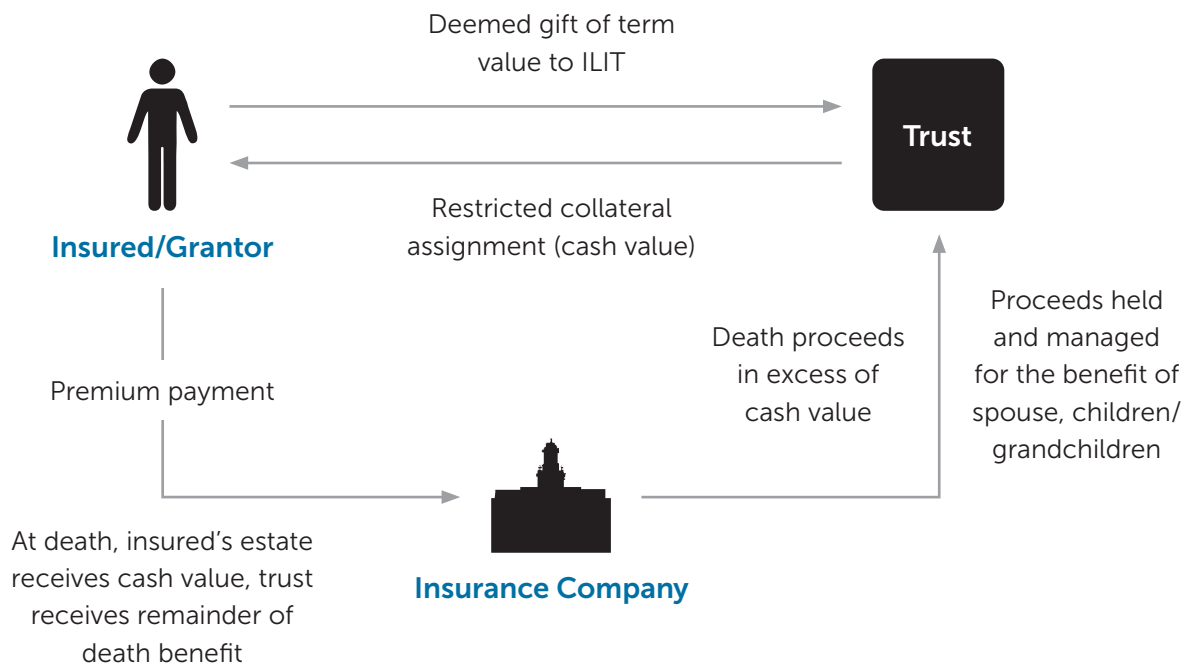 Deemed gift of term
value to ILIT
Trust
Restricted collateral
assignment (cash value)
Insured/Grantor
Premium payment
Death proceeds
in excess of
cash value
Proceeds held
and managed
for the benefit of
spouse, children/
grandchildren
At death, insured’s estate
receives cash value, trust
receives remainder of
death benefit
Insurance Company